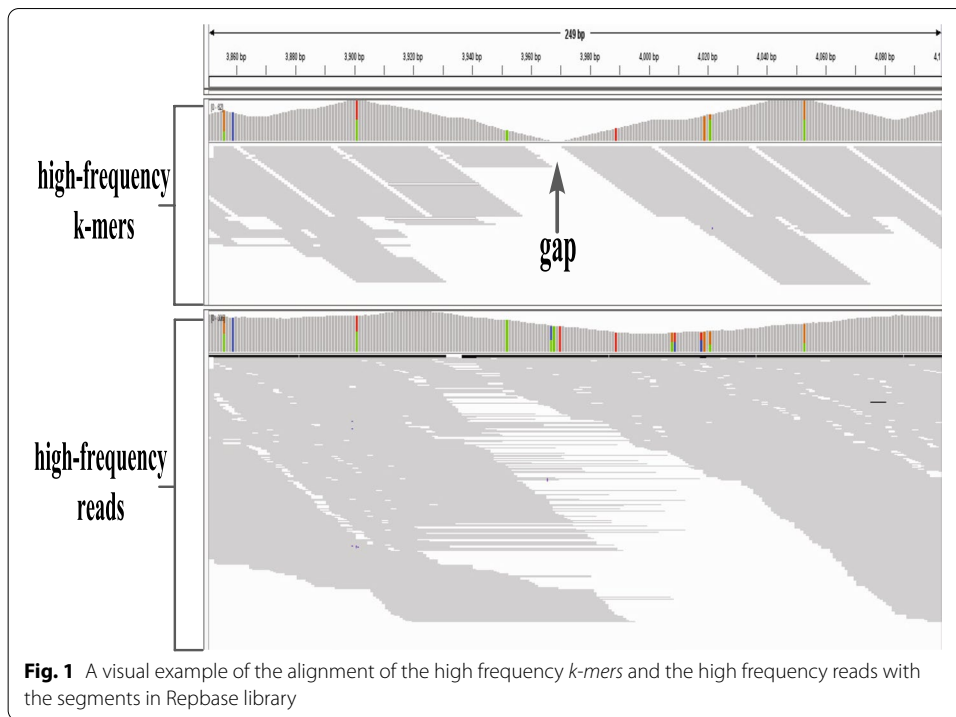 249 bp
3,860 bp 3,880 bp 3,900 bp 3,920 bp 3,940 bp 3,960 bp 3,980 bp 4,000 bp 4,020 bp 4,040 bp 4,060 bp 4,080 bp 4,1
high-frequency
k-mers
gap
high-frequency
reads
Fig. 1 A visual example of the alignment of the high frequency k-mers and the high frequency reads with
the segments in Repbase library